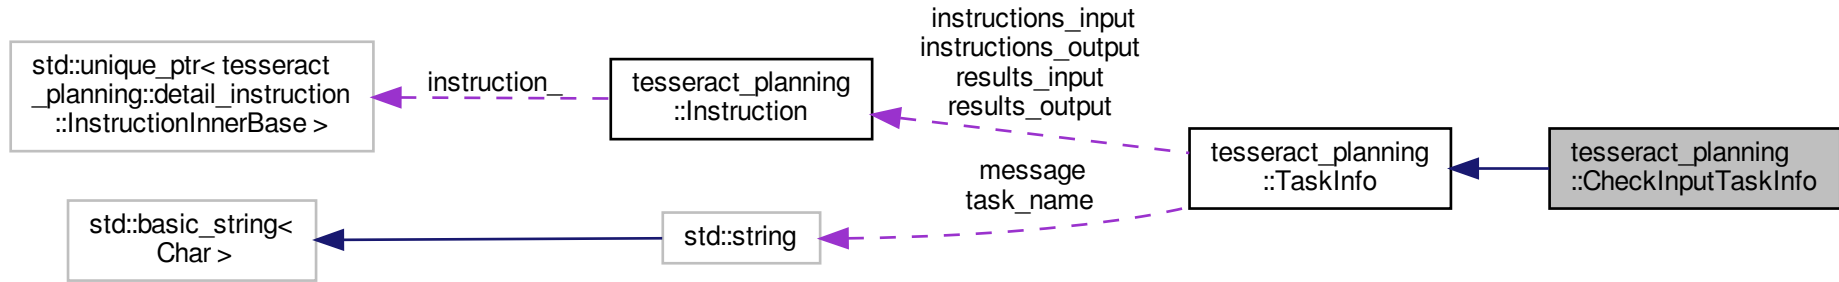 std::unique_ptr< tesseract
_planning::detail_instruction
::InstructionInnerBase >
instruction_
tesseract_planning
::Instruction
instructions_input
instructions_output
results_input
results_output
std::basic_string<
Char >
std::string
message
task_name
tesseract_planning
::TaskInfo
tesseract_planning
::CheckInputTaskInfo